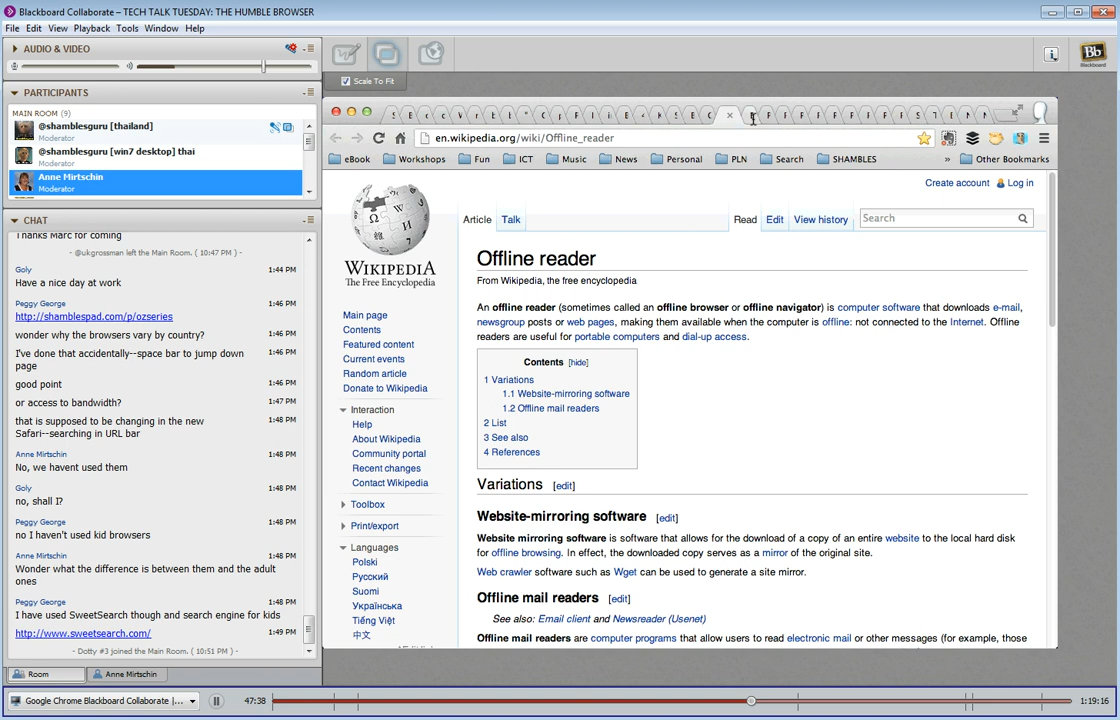 Blackboard Collaborate – TECH TALK TUESDAY: THE HUMBLE BROWSER
File Edit View Playback Tools Window Help
AUDIO & VIDEO
PARTICIPANTS
MAIN ROOM (9)
@shamblesguru [thailand]
Moderator
@shamblesguru [win7 desktop] thai
Moderator
Anne Mirtschin
Moderator
CHAT
Thanks Marc for coming
- @ukgrossman left the Main Room. ( 10:47 PM ) -
Goly 1:44 PM
Have a nice day at work
Peggy George 1:46 PM
http://shamblespad.com/p/ozseries
wonder why the browsers vary by country? 1:46 PM
I've done that accidentally--space bar to jump down 1:46 PM
page
good point 1:46 PM
or access to bandwidth? 1:47 PM
that is supposed to be changing in the new 1:48 PM
Safari--searching in URL bar
Anne Mirtschin 1:48 PM
No, we havent used them
Goly 1:48 PM
no, shall I?
Peggy George 1:48 PM
no I haven't used kid browsers
Anne Mirtschin 1:48 PM
Wonder what the difference is between them and the adult
ones
Peggy George 1:48 PM
I have used SweetSearch though and search engine for kids
http://www.sweetsearch.com/ 1:49 PM
- Dotty #3 joined the Main Room. ( 10:51 PM ) -
Room Anne Mirtschin
Google Chrome Blackboard Collaborate |... 47:38 1:19:16
Scale To Fit
Bb
Blackboard
en.wikipedia.org/wiki/Offline_reader
eBook Workshops Fun ICT Music News Personal PLN Search SHAMBLES » Other Bookmarks
Create account Log in
WIKIPEDIA
The Free Encyclopedia
Article Talk Read Edit View history Search
Main page
Contents
Featured content
Current events
Random article
Donate to Wikipedia
Interaction
Help
About Wikipedia
Community portal
Recent changes
Contact Wikipedia
Toolbox
Print/export
Languages
Polski
Русский
Suomi
Українська
Tiếng Việt
中文
Offline reader
From Wikipedia, the free encyclopedia
An offline reader (sometimes called an offline browser or offline navigator) is computer software that downloads e-mail,
newsgroup posts or web pages, making them available when the computer is offline: not connected to the Internet. Offline
readers are useful for portable computers and dial-up access.
Contents [hide]
1 Variations
1.1 Website-mirroring software
1.2 Offline mail readers
2 List
3 See also
4 References
Variations [edit]
Website-mirroring software [edit]
Website mirroring software is software that allows for the download of a copy of an entire website to the local hard disk
for offline browsing. In effect, the downloaded copy serves as a mirror of the original site.
Web crawler software such as Wget can be used to generate a site mirror.
Offline mail readers [edit]
See also: Email client and Newsreader (Usenet)
Offline mail readers are computer programs that allow users to read electronic mail or other messages (for example, those